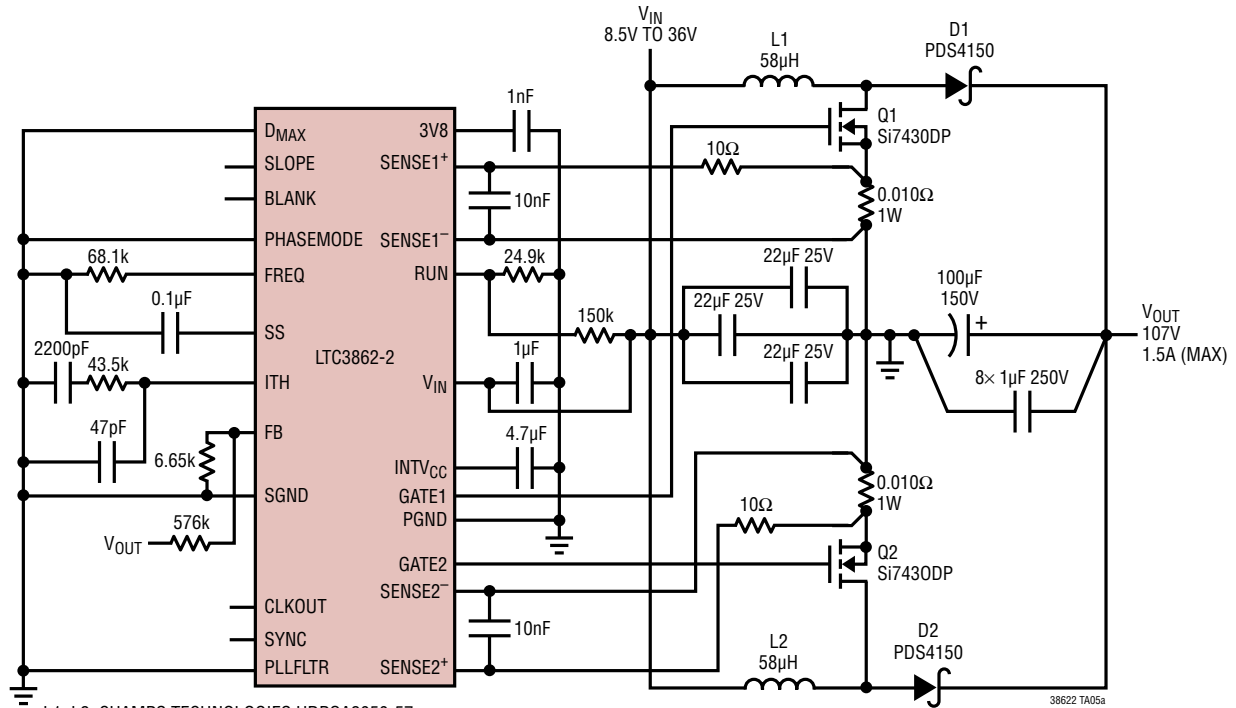 VIN
8.5V TO 36V
L1
58µH
D1
PDS4150
1nF
DMAX
3V8
SLOPE
SENSE1+
BLANK
10nF
10Ω
Q1
Si7430DP
0.010Ω
1W
PHASEMODE
SENSE1–
68.1k
FREQ
RUN
24.9k
22µF 25V
22µF 25V
22µF 25V
100µF
150V
+
0.1µF
SS
150k
VOUT
107V
1.5A (MAX)
LTC3862-2
2200pF
43.5k
ITH
VIN
1µF
8× 1µF 250V
47pF
FB
6.65k
4.7µF
INTVCC
SGND
GATE1
PGND
0.010Ω
1W
10Ω
VOUT
576k
GATE2
Q2
Si743ODP
SENSE2–
CLKOUT
10nF
SYNC
PLLFLTR
SENSE2+
L2
58µH
D2
PDS4150
38622 TA05a